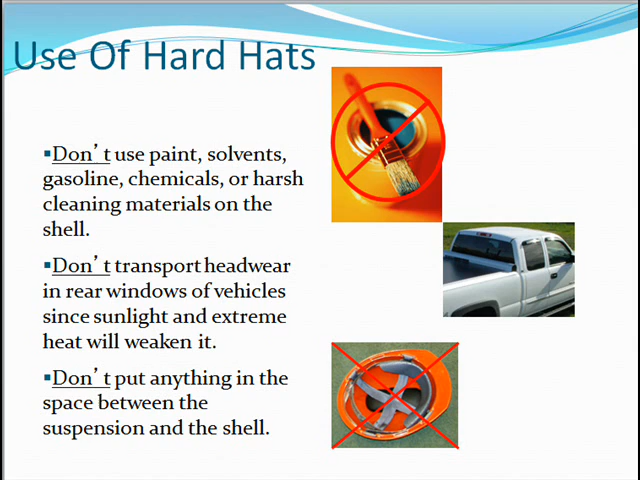 Use Of Hard Hats
▪Don’t use paint, solvents,
gasoline, chemicals, or harsh
cleaning materials on the
shell.
▪Don’t transport headwear
in rear windows of vehicles
since sunlight and extreme
heat will weaken it.
▪Don’t put anything in the
space between the
suspension and the shell.